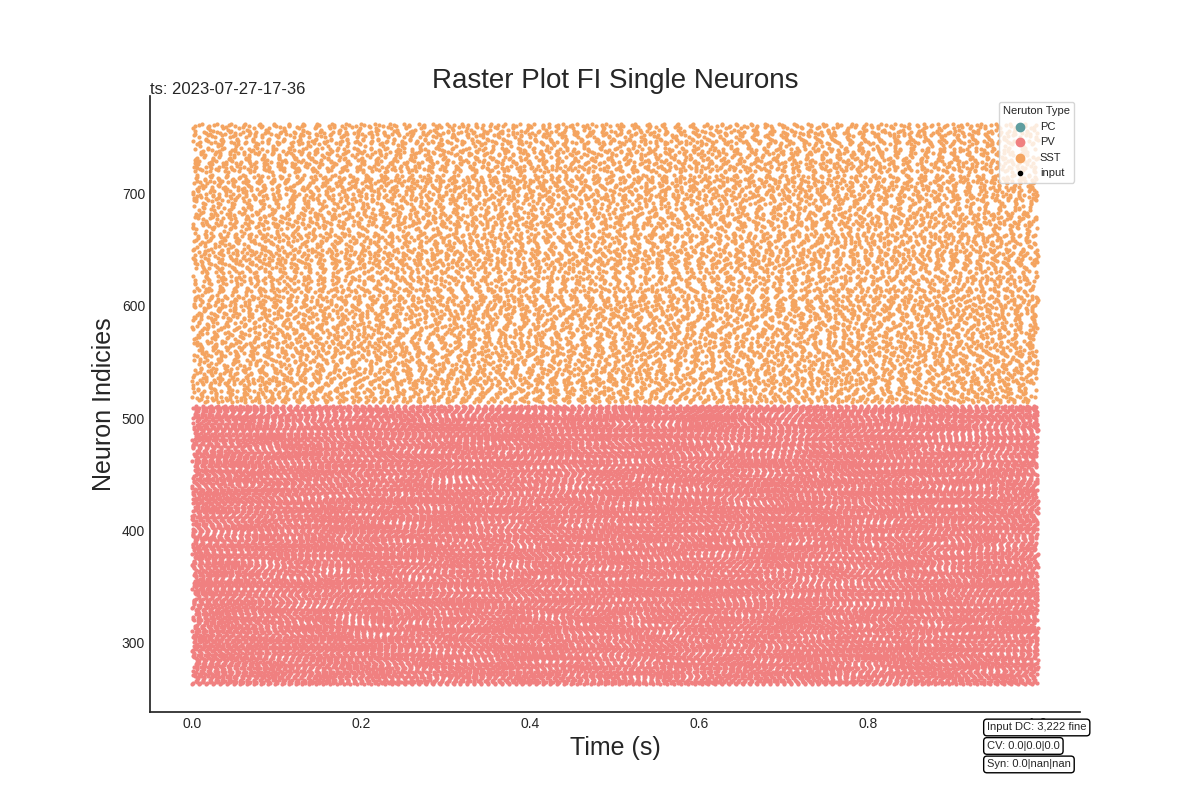 Raster Plot FI Single Neurons
ts: 2023-07-27-17-36
Neruton Type
PC
PV
SST
input
Neuron Indicies
700
600
500
400
300
0.0 0.2 0.4 0.6 0.8
Time (s)
Input DC: 3,222 fine
CV: 0.0|0.0|0.0
Syn: 0.0|nan|nan